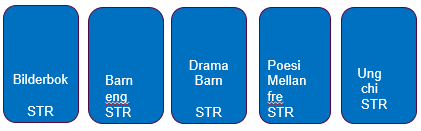 Bilderbok
STR
Barn
eng
STR
Drama
Barn
STR
Poesi
Mellan
fre
STR
Ung
chi
STR